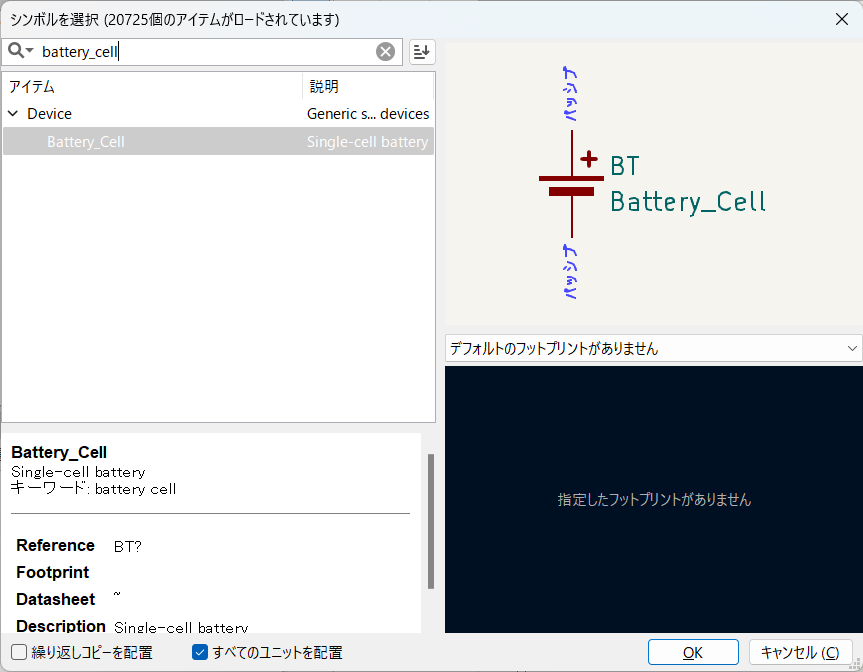 シンボルを選択 (20725個のアイテムがロードされています)
battery_cell
アイテム 説明
Device Generic s... devices
Battery_Cell Single-cell battery
パッシブ
+ BT
Battery_Cell
パッシブ
デフォルトのフットプリントがありません
指定したフットプリントがありません
Battery_Cell
Single-cell battery
キーワード: battery cell
Reference BT?
Footprint
Datasheet ~
Description Single-cell battery
繰り返しコピーを配置 すべてのユニットを配置 OK キャンセル (C)